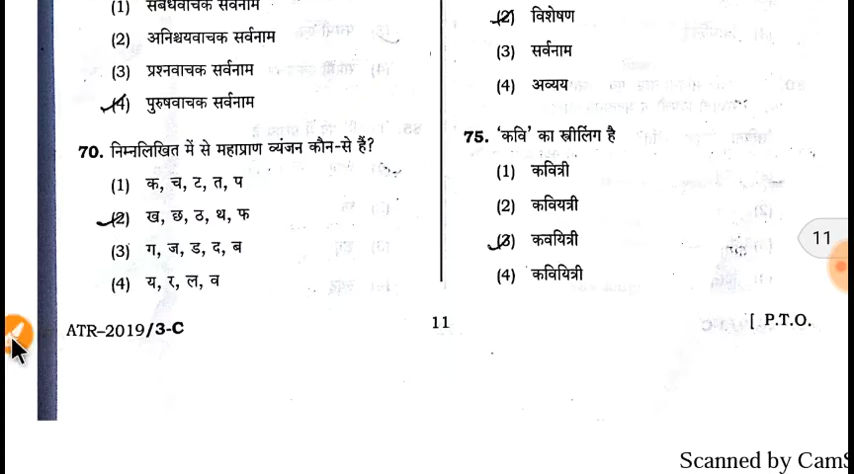 (1) संबंधवाचक सर्वनाम
(2) अनिश्चयवाचक सर्वनाम
(3) प्रश्नवाचक सर्वनाम
(4) पुरुषवाचक सर्वनाम
70. निम्नलिखित में से महाप्राण व्यंजन कौन-से हैं?
(1) क, च, ट, त, प
(2) ख, छ, ठ, थ, फ
(3) ग, ज, ड, द, ब
(4) य, र, ल, व
(2) विशेषण
(3) सर्वनाम
(4) अव्यय
75. 'कवि' का स्त्रीलिंग है
(1) कवित्री
(2) कवियत्री
(3) कवयित्री
(4) कवियित्री
11
ATR–2019/3-C
11
[ P.T.O.
Scanned by CamS